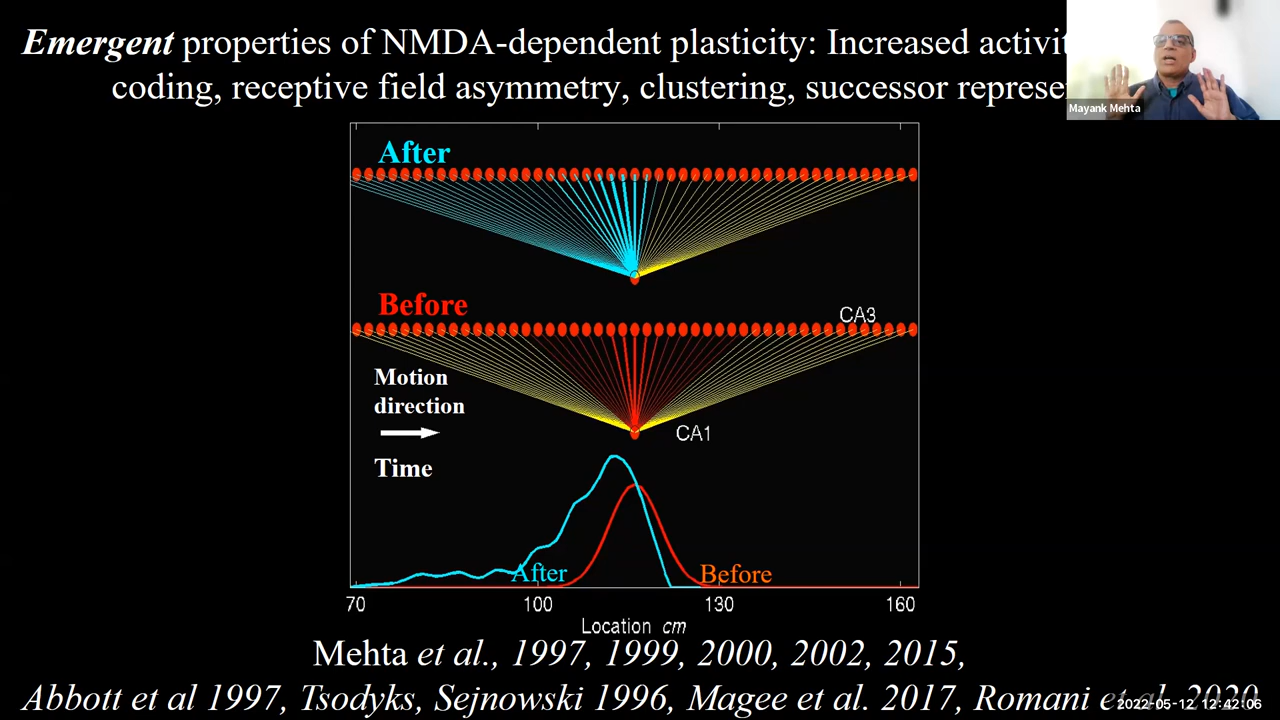 Emergent properties of NMDA-dependent plasticity: Increased activit
coding, receptive field asymmetry, clustering, successor represe
Mayank Mehta
After
Before
CA3
Motion
direction
CA1
Time
After
Before
70 100 130 160
Location cm
Mehta et al., 1997, 1999, 2000, 2002, 2015,
Abbott et al 1997, Tsodyks, Sejnowski 1996, Magee et al. 2017, Romani et al. 2020
2022-05-12 12:42:06